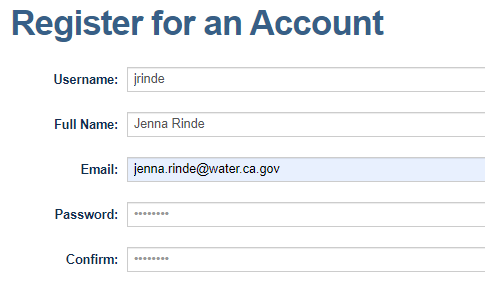 Register for an Account
Username: jrinde
Full Name: Jenna Rinde
Email: jenna.rinde@water.ca.gov
Password: ••••••••
Confirm: ••••••••